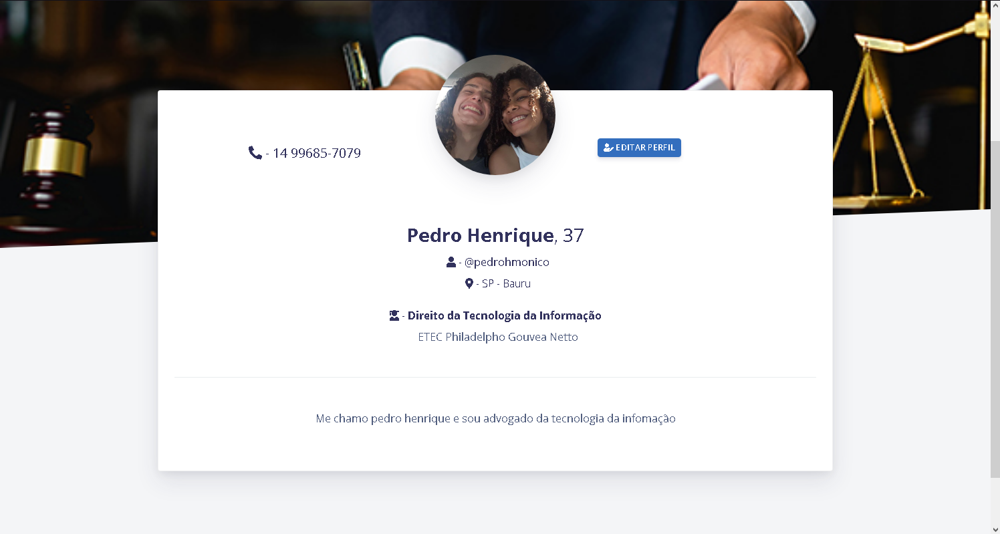 - 14 99685-7079
EDITAR PERFIL
Pedro Henrique, 37
- @pedrohmonico
- SP - Bauru
- Direito da Tecnologia da Informação
ETEC Philadelpho Gouvea Netto
Me chamo pedro henrique e sou advogado da tecnologia da infomação